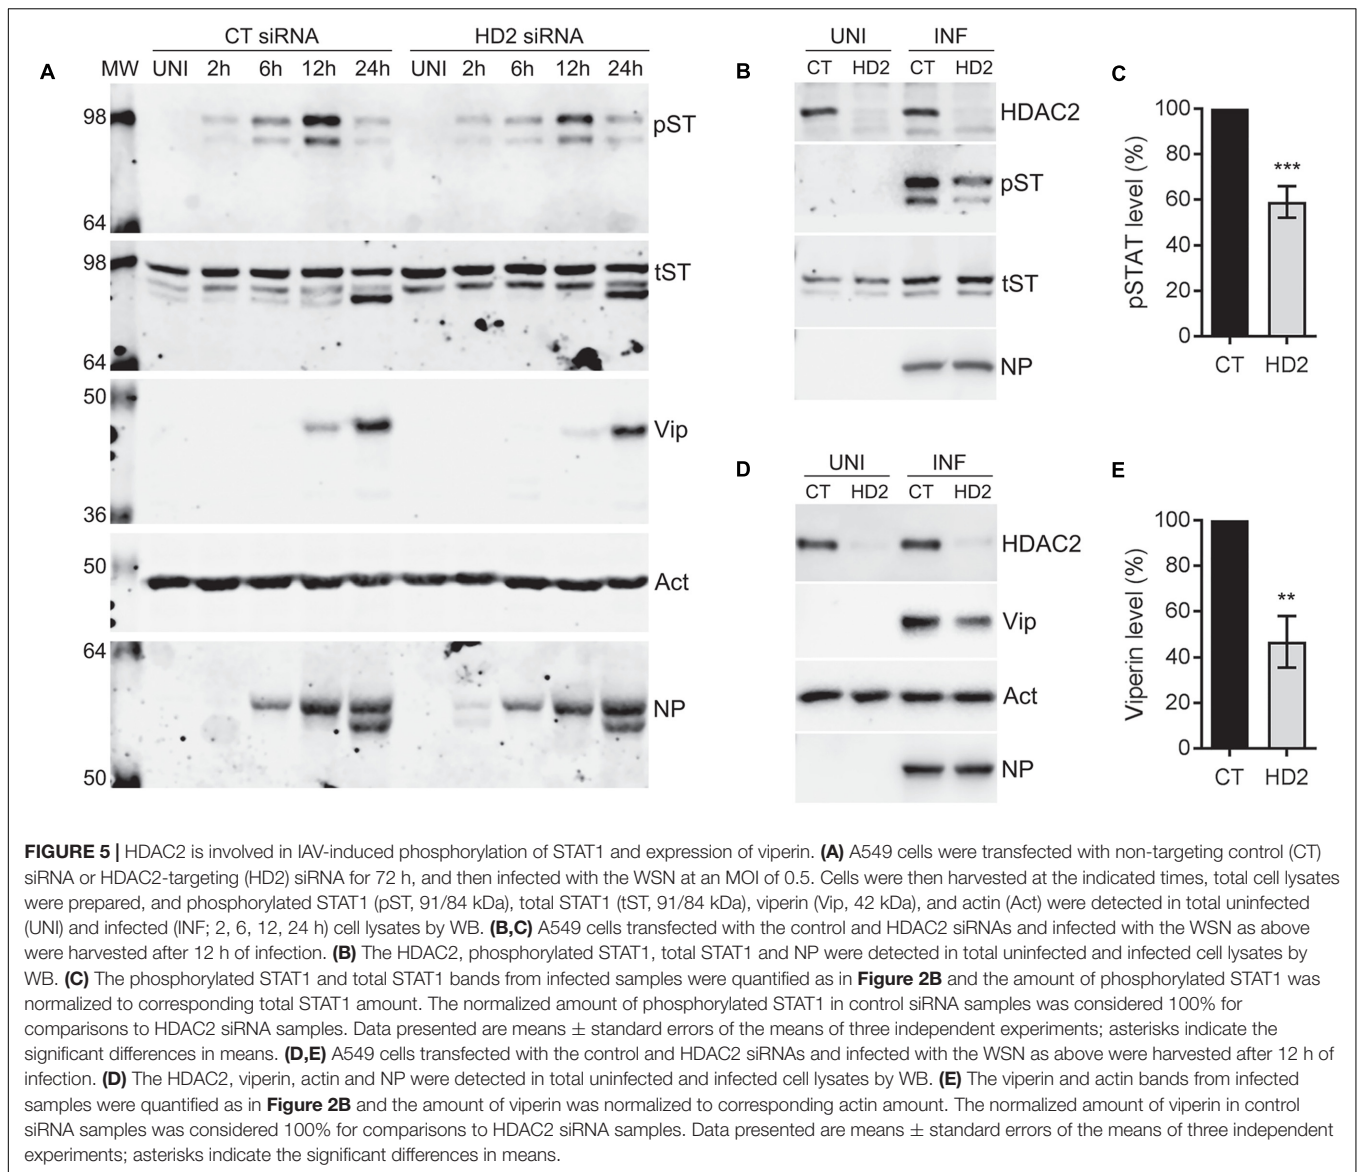 CT siRNA HD2 siRNA
A MW UNI 2h 6h 12h 24h UNI 2h 6h 12h 24h
98
pST
64
98
tST
64
50
Vip
36
50
Act
64
NP
50
B UNI INF
CT HD2 CT HD2
HDAC2
pST
tST
NP
C
pSTAT level (%)
100
80
60
40
20
0
***
CT HD2
D UNI INF
CT HD2 CT HD2
HDAC2
Vip
Act
NP
E
Viperin level (%)
100
80
60
40
20
0
**
CT HD2
FIGURE 5 | HDAC2 is involved in IAV-induced phosphorylation of STAT1 and expression of viperin. (A) A549 cells were transfected with non-targeting control (CT)
siRNA or HDAC2-targeting (HD2) siRNA for 72 h, and then infected with the WSN at an MOI of 0.5. Cells were then harvested at the indicated times, total cell lysates
were prepared, and phosphorylated STAT1 (pST, 91/84 kDa), total STAT1 (tST, 91/84 kDa), viperin (Vip, 42 kDa), and actin (Act) were detected in total uninfected
(UNI) and infected (INF; 2, 6, 12, 24 h) cell lysates by WB. (B,C) A549 cells transfected with the control and HDAC2 siRNAs and infected with the WSN as above
were harvested after 12 h of infection. (B) The HDAC2, phosphorylated STAT1, total STAT1 and NP were detected in total uninfected and infected cell lysates by
WB. (C) The phosphorylated STAT1 and total STAT1 bands from infected samples were quantified as in Figure 2B and the amount of phosphorylated STAT1 was
normalized to corresponding total STAT1 amount. The normalized amount of phosphorylated STAT1 in control siRNA samples was considered 100% for
comparisons to HDAC2 siRNA samples. Data presented are means ± standard errors of the means of three independent experiments; asterisks indicate the
significant differences in means. (D,E) A549 cells transfected with the control and HDAC2 siRNAs and infected with the WSN as above were harvested after 12 h of
infection. (D) The HDAC2, viperin, actin and NP were detected in total uninfected and infected cell lysates by WB. (E) The viperin and actin bands from infected
samples were quantified as in Figure 2B and the amount of viperin was normalized to corresponding actin amount. The normalized amount of viperin in control
siRNA samples was considered 100% for comparisons to HDAC2 siRNA samples. Data presented are means ± standard errors of the means of three independent
experiments; asterisks indicate the significant differences in means.